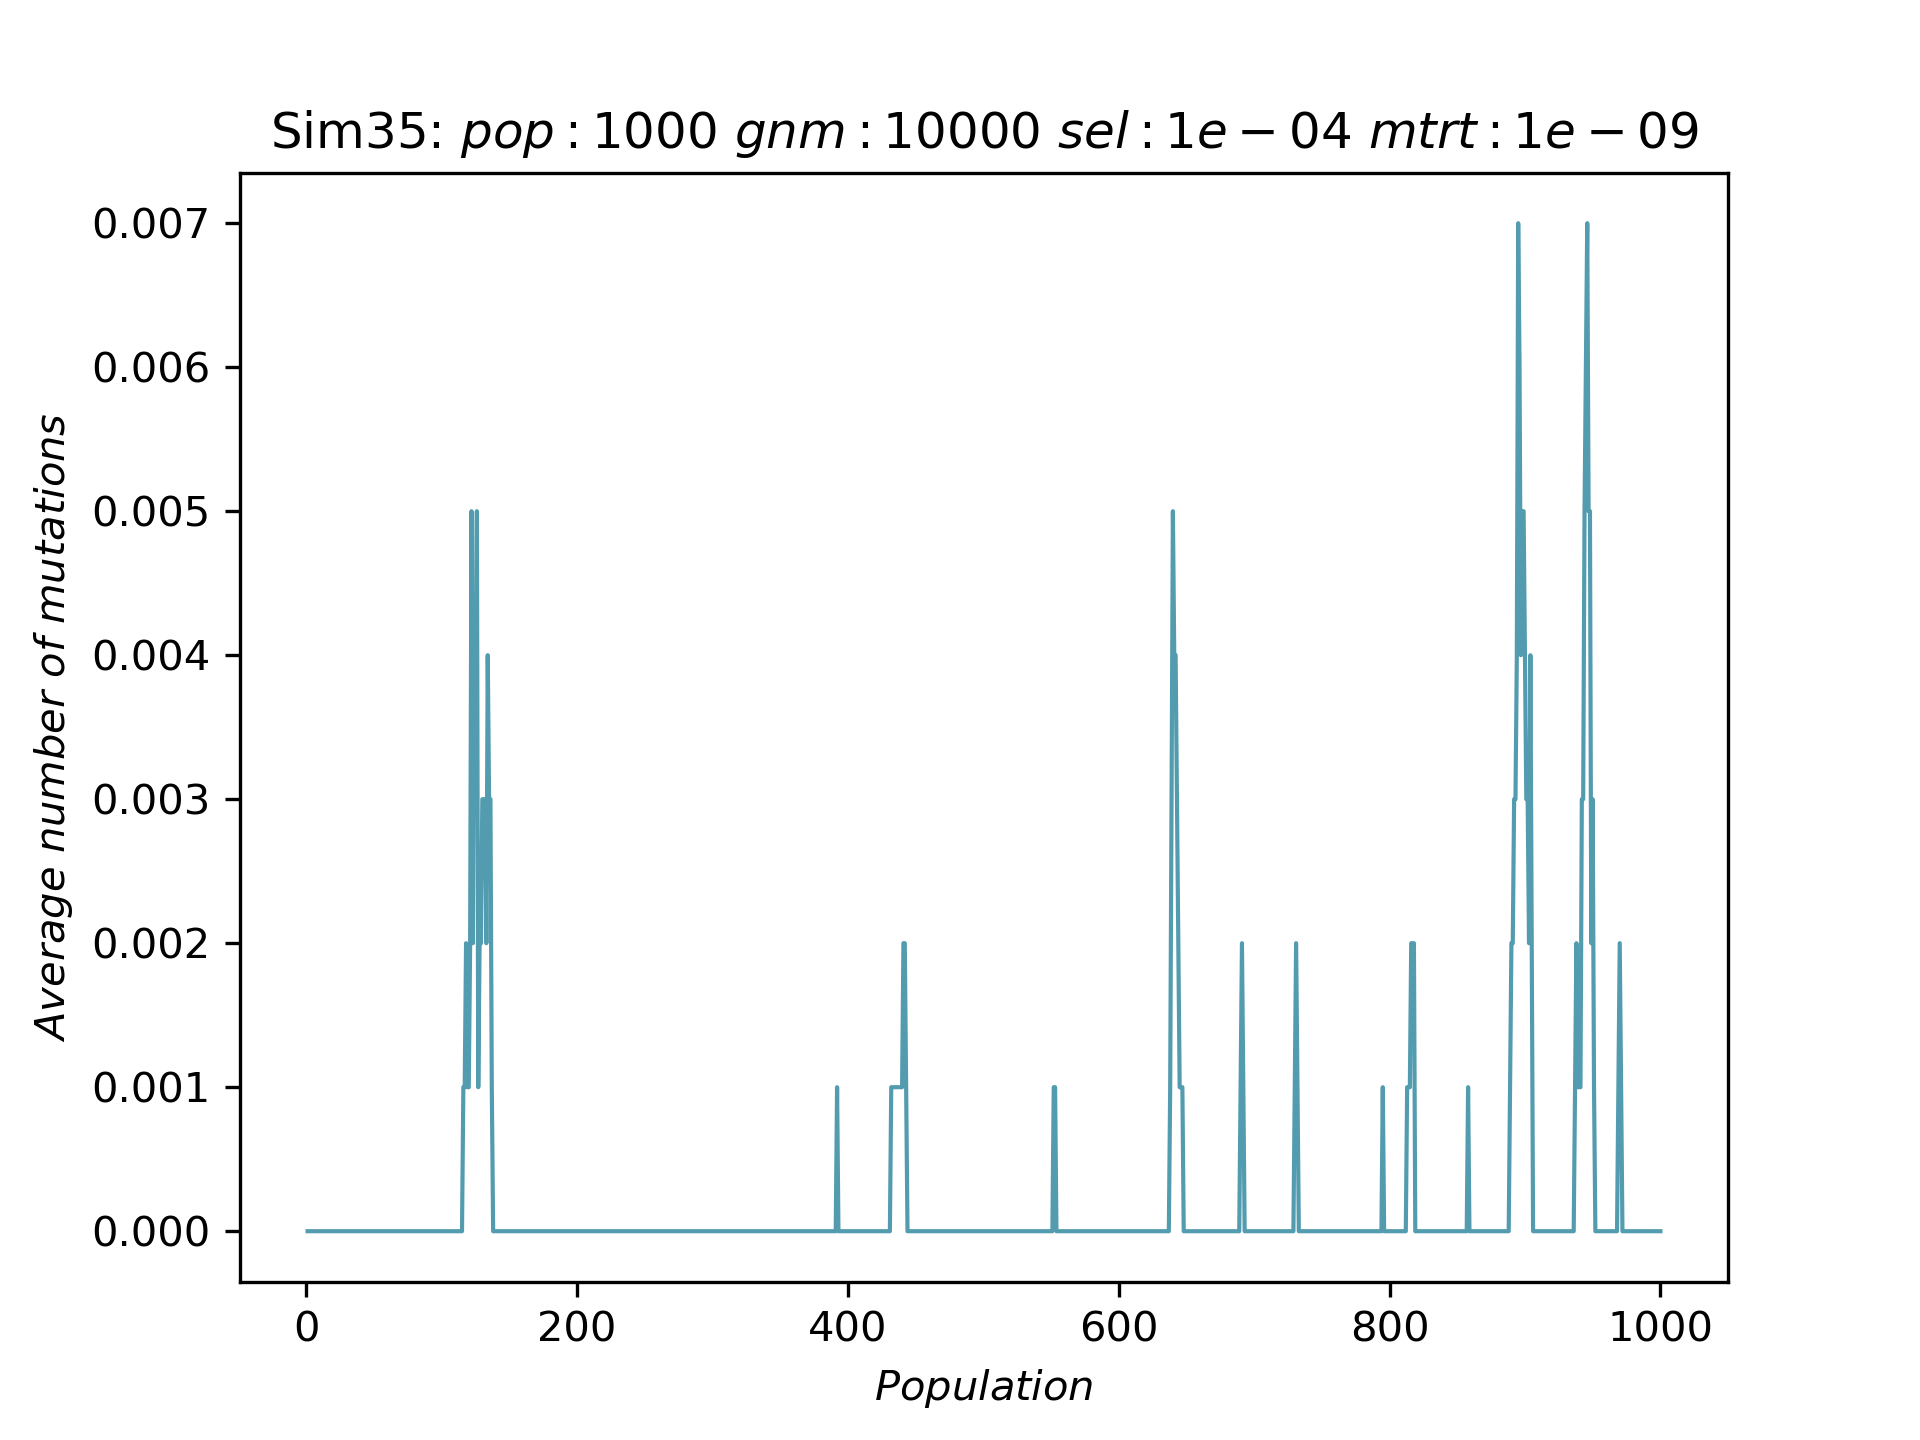 Sim35: pop : 1000 gnm : 10000 sel : 1e − 04 mtrt : 1e − 09
0.007
0.006
0.005
0.004
0.003
0.002
0.001
0.000
Average number of mutations
0 200 400 600 800 1000
Population